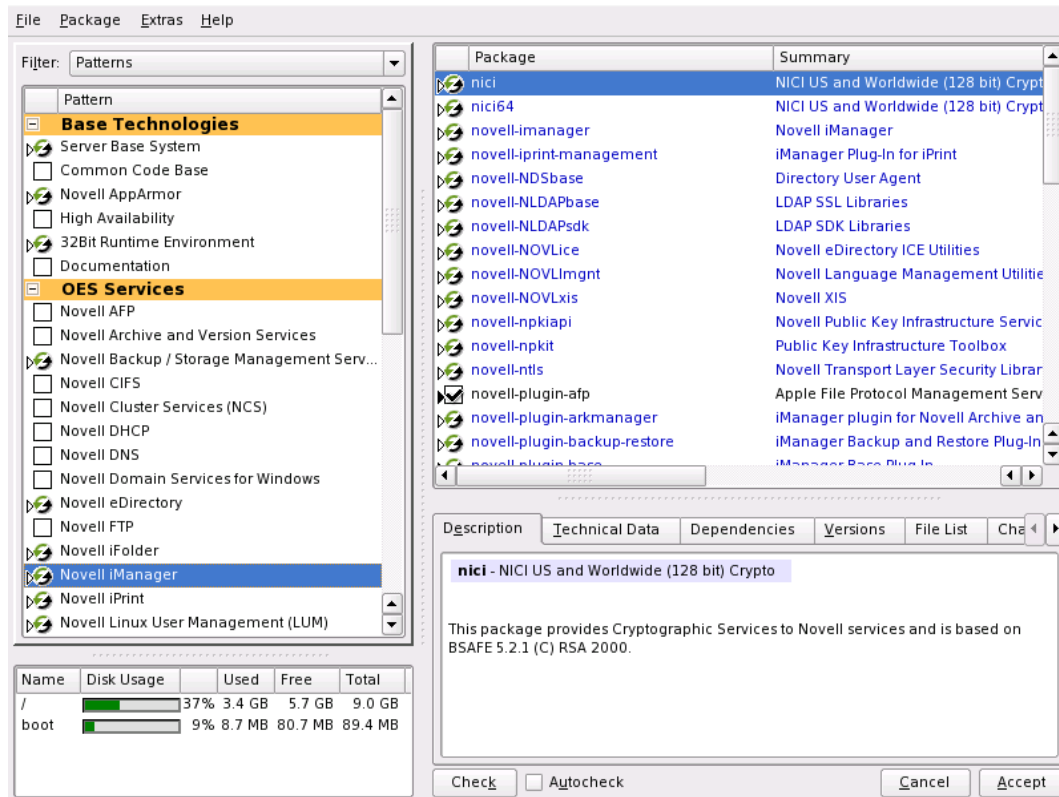 File Package Extras Help
Filter: Patterns
Pattern
Base Technologies
Server Base System
Common Code Base
Novell AppArmor
High Availability
32Bit Runtime Environment
Documentation
OES Services
Novell AFP
Novell Archive and Version Services
Novell Backup / Storage Management Serv...
Novell CIFS
Novell Cluster Services (NCS)
Novell DHCP
Novell DNS
Novell Domain Services for Windows
Novell eDirectory
Novell FTP
Novell iFolder
Novell iManager
Novell iPrint
Novell Linux User Management (LUM)
Name Disk Usage Used Free Total
/ 37% 3.4 GB 5.7 GB 9.0 GB
boot 9% 8.7 MB 80.7 MB 89.4 MB
Package Summary
nici NICI US and Worldwide (128 bit) Crypt
nici64 NICI US and Worldwide (128 bit) Crypt
novell-imanager Novell iManager
novell-iprint-management iManager Plug-In for iPrint
novell-NDSbase Directory User Agent
novell-NLDAPbase LDAP SSL Libraries
novell-NLDAPsdk LDAP SDK Libraries
novell-NOVLice Novell eDirectory ICE Utilities
novell-NOVLlmgnt Novell Language Management Utilitie
novell-NOVLxis Novell XIS
novell-npkiapi Novell Public Key Infrastructure Servic
novell-npkit Public Key Infrastructure Toolbox
novell-ntls Novell Transport Layer Security Librar
novell-plugin-afp Apple File Protocol Management Serv
novell-plugin-arkmanager iManager plugin for Novell Archive an
novell-plugin-backup-restore iManager Backup and Restore Plug-In
novell-plugin-base iManager Base Plug-In
Description Technical Data Dependencies Versions File List Cha
nici - NICI US and Worldwide (128 bit) Crypto
This package provides Cryptographic Services to Novell services and is based on
BSAFE 5.2.1 (C) RSA 2000.
Check Autocheck Cancel Accept